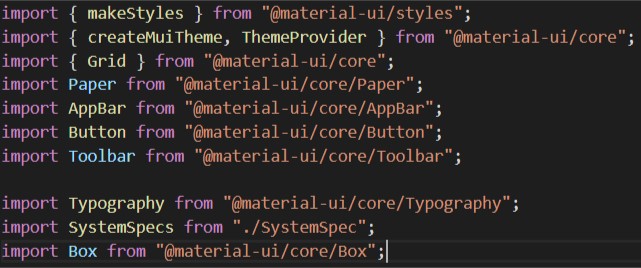 import { makeStyles } from "@material-ui/styles";
import { createMuiTheme, ThemeProvider } from "@material-ui/core";
import { Grid } from "@material-ui/core";
import Paper from "@material-ui/core/Paper";
import AppBar from "@material-ui/core/AppBar";
import Button from "@material-ui/core/Button";
import Toolbar from "@material-ui/core/Toolbar";
import Typography from "@material-ui/core/Typography";
import SystemSpecs from "./SystemSpec";
import Box from "@material-ui/core/Box";